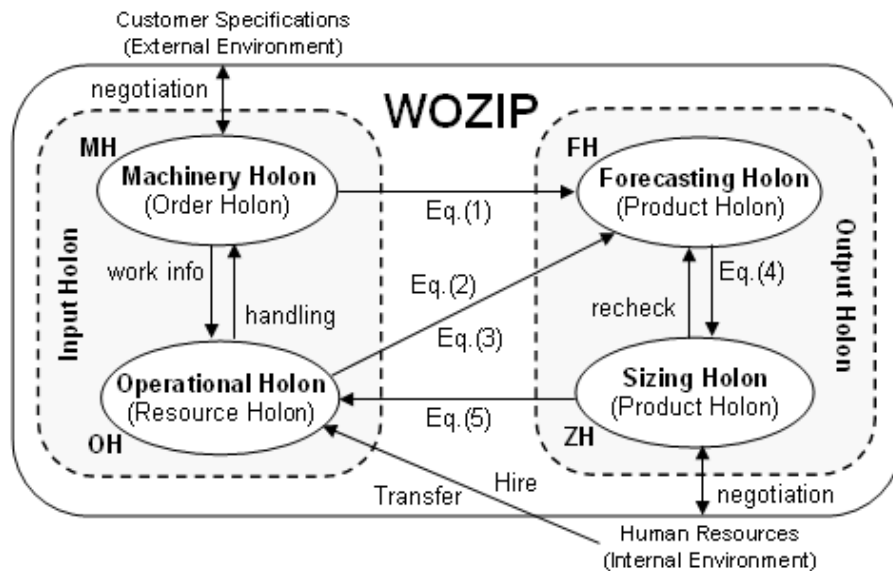 Customer Specifications
(External Environment)
negotiation
WOZIP
MH
Machinery Holon
(Order Holon)
FH
Forecasting Holon
(Product Holon)
Eq.(1)
Input Holon
work info
handling
Eq.(2)
Eq.(3)
Eq.(4)
recheck
Output Holon
Operational Holon
(Resource Holon)
OH
Sizing Holon
(Product Holon)
ZH
Eq.(5)
Transfer
Hire
negotiation
Human Resources
(Internal Environment)